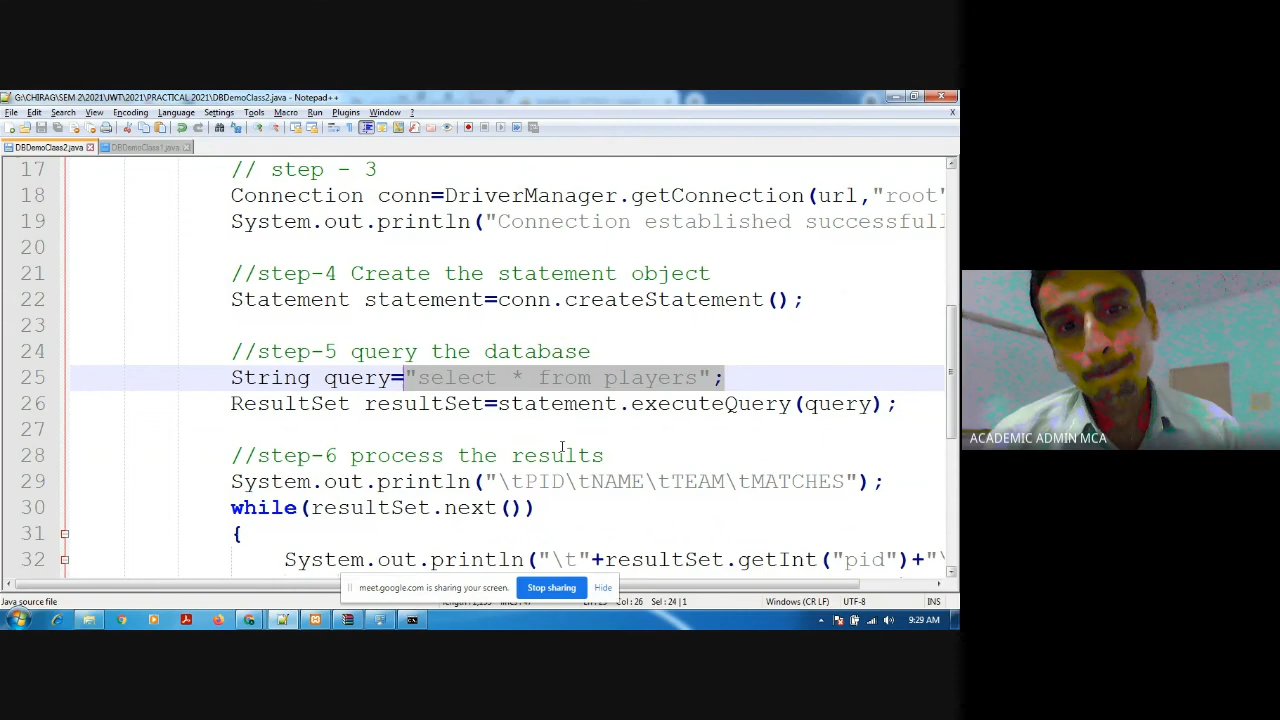 G:\CHIRAG\SEM 2\2021\JWT\2021\PRACTICAL 2021\DBDemoClass2.java - Notepad++
File Edit Search View Encoding Language Settings Tools Macro Run Plugins Window ?
DBDemoClass2.java DBDemoClass1.java
17 // step - 3
18 Connection conn=DriverManager.getConnection(url,"root"
19 System.out.println("Connection established successfull
20
21 //step-4 Create the statement object
22 Statement statement=conn.createStatement();
23
24 //step-5 query the database
25 String query="select * from players";
26 ResultSet resultSet=statement.executeQuery(query);
27
28 //step-6 process the results
29 System.out.println("\tPID\tNAME\tTEAM\tMATCHES");
30 while(resultSet.next())
31 {
32 System.out.println("\t"+resultSet.getInt("pid")+"\
meet.google.com is sharing your screen. Stop sharing Hide
Java source file Col : 26 Sel : 24 | 1 Windows (CR LF) UTF-8 INS
9:29 AM
ACADEMIC ADMIN MCA